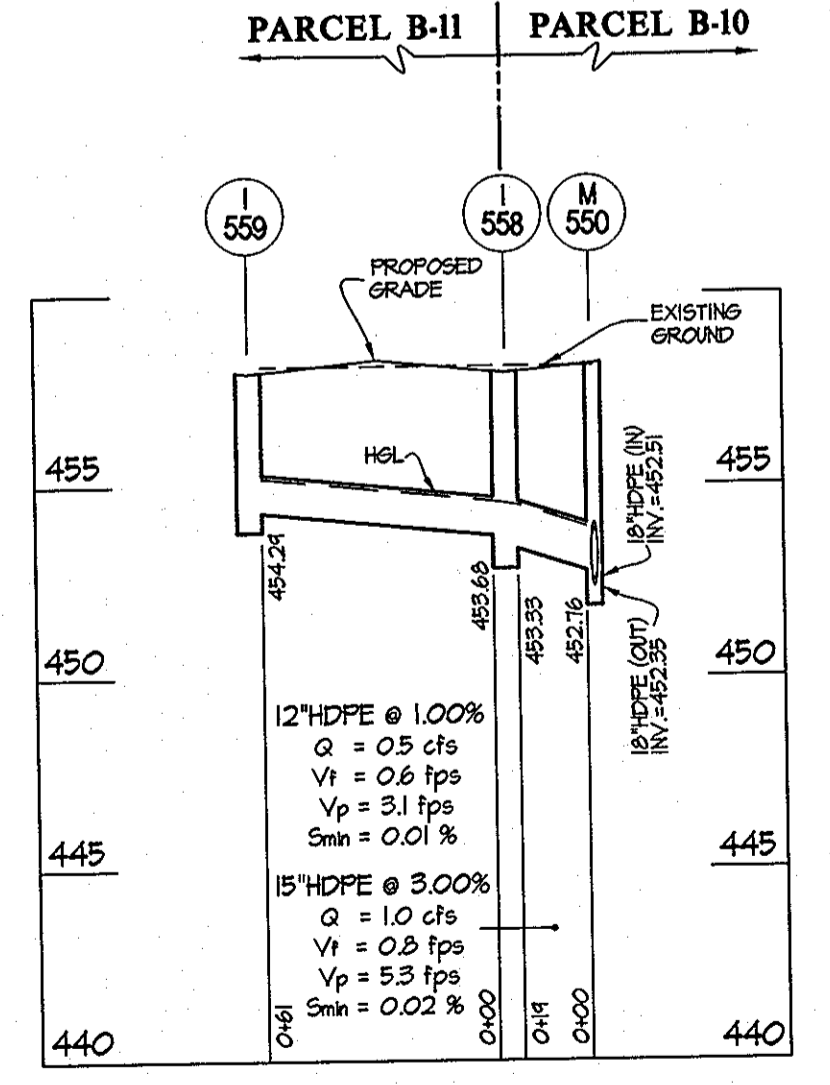 PARCEL B-11 PARCEL B-10
I
559
I
558
M
550
PROPOSED
GRADE
EXISTING
GROUND
HGL
455
455
18"HDPE (IN)
INV.=452.51
454.29
453.68
453.33
452.76
18"HDPE (OUT)
INV.=452.35
450
450
12"HDPE @ 1.00%
Q = 0.5 cfs
Vf = 0.6 fps
Vp = 3.1 fps
Smin = 0.01 %
445
445
15"HDPE @ 3.00%
Q = 1.0 cfs
Vf = 0.8 fps
Vp = 5.3 fps
Smin = 0.02 %
0+61
0+00
0+19
0+00
440
440